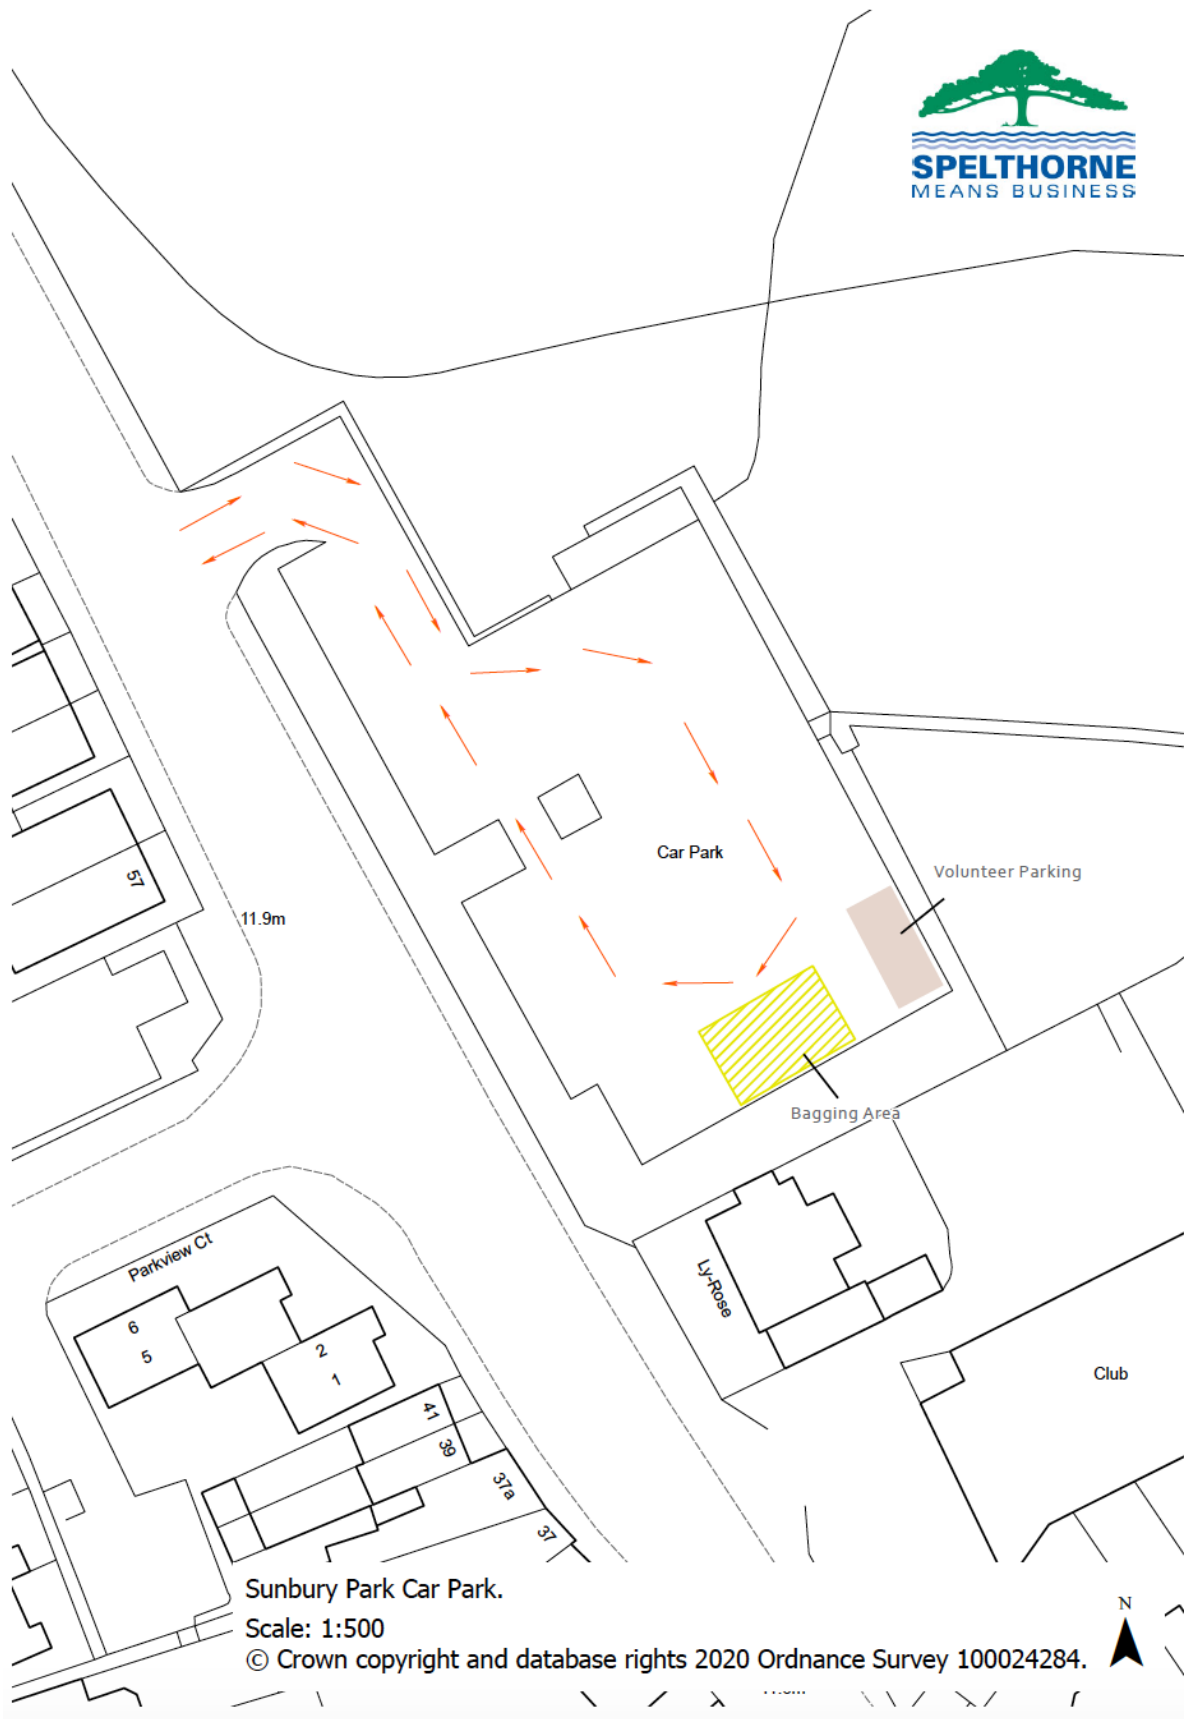 SPELTHORNE
MEANS BUSINESS
57
11.9m
Car Park
Volunteer Parking
Bagging Area
Parkview Ct
6
5
2
1
Ly-Rose
Club
41
39
37a
37
Sunbury Park Car Park.
Scale: 1:500
© Crown copyright and database rights 2020 Ordnance Survey 100024284.
N